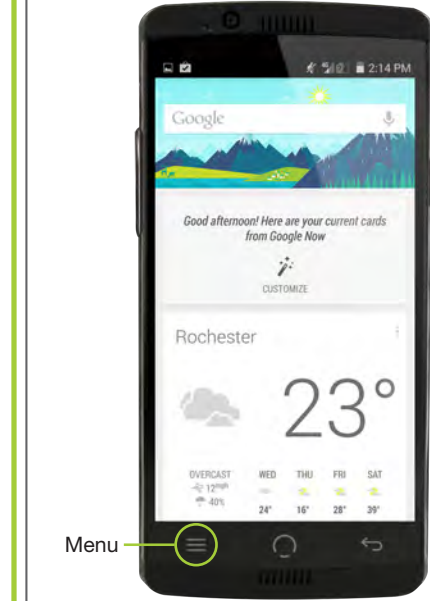 2:14 PM
Google
Good afternoon! Here are your current cards
from Google Now
CUSTOMIZE
Rochester
23°
OVERCAST WED THU FRI SAT
12mph
40%
24° 16° 28° 39°
Menu